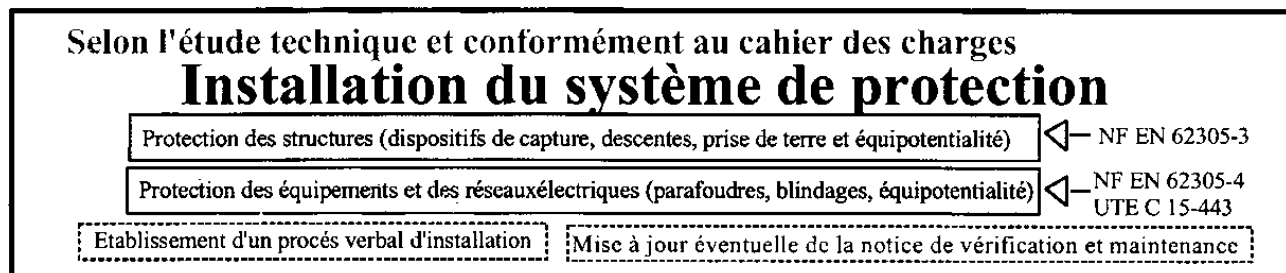 Selon l'étude technique et conformément au cahier des charges
Installation du système de protection
Protection des structures (dispositifs de capture, descentes, prise de terre et équipotentialité)
NF EN 62305-3
Protection des équipements et des réseauxélectriques (parafoudres, blindages, équipotentialité)
NF EN 62305-4
UTE C 15-443
Etablissement d'un procés verbal d'installation
Mise à jour éventuelle de la notice de vérification et maintenance